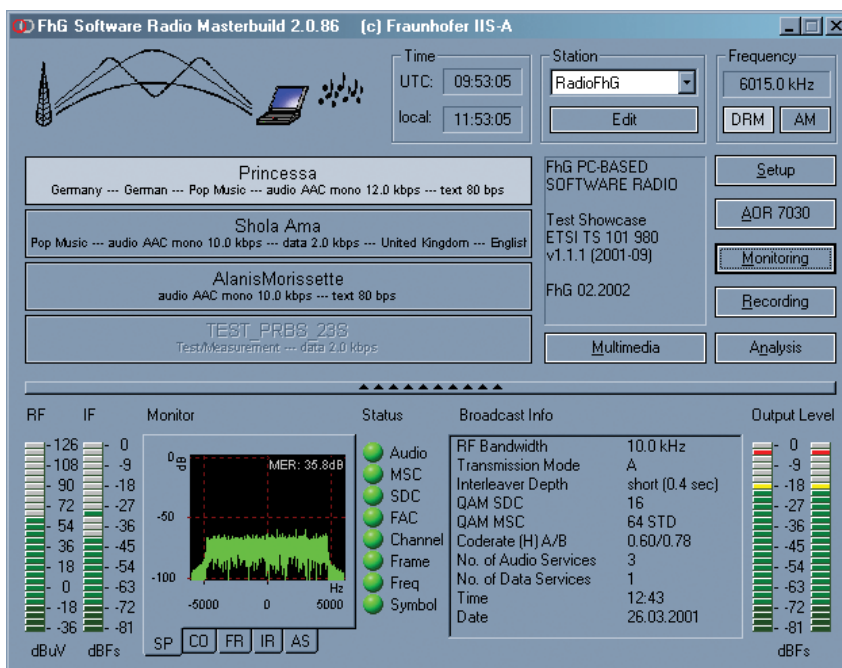 FhG Software Radio Masterbuild 2.0.86 (c) Fraunhofer IIS-A
Time
UTC: 09:53:05
local: 11:53:05
Station
RadioFhG
Edit
Frequency
6015.0 kHz
DRM AM
Princessa
Germany --- German --- Pop Music --- audio AAC mono 12.0 kbps --- text 80 bps
Shola Ama
Pop Music --- audio AAC mono 10.0 kbps --- data 2.0 kbps --- United Kingdom --- Englist
AlanisMorissette
audio AAC mono 10.0 kbps --- text 80 bps
TEST_PRBS_23S
Test/Measurement --- data 2.0 kbps
FhG PC-BASED
SOFTWARE RADIO
Test Showcase
ETSI TS 101 980
v1.1.1 (2001-09)
FhG 02.2002
Multimedia
Setup
AOR 7030
Monitoring
Recording
Analysis
RF IF
126 0
108 -9
90 -18
72 -27
54 -36
36 -45
18 -54
0 -63
-18 -72
-36 -81
dBuV dBFs
Monitor
0 dB
MER: 35.8dB
-50
-100
Hz
-5000 0 5000
SP CO FR IR AS
Status
Audio
MSC
SDC
FAC
Channel
Frame
Freq
Symbol
Broadcast Info
RF Bandwidth 10.0 kHz
Transmission Mode A
Interleaver Depth short (0.4 sec)
QAM SDC 16
QAM MSC 64 STD
Coderate (H) A/B 0.60/0.78
No. of Audio Services 3
No. of Data Services 1
Time 12:43
Date 26.03.2001
Output Level
0
-9
-18
-27
-36
-45
-54
-63
-72
-81
dBFs